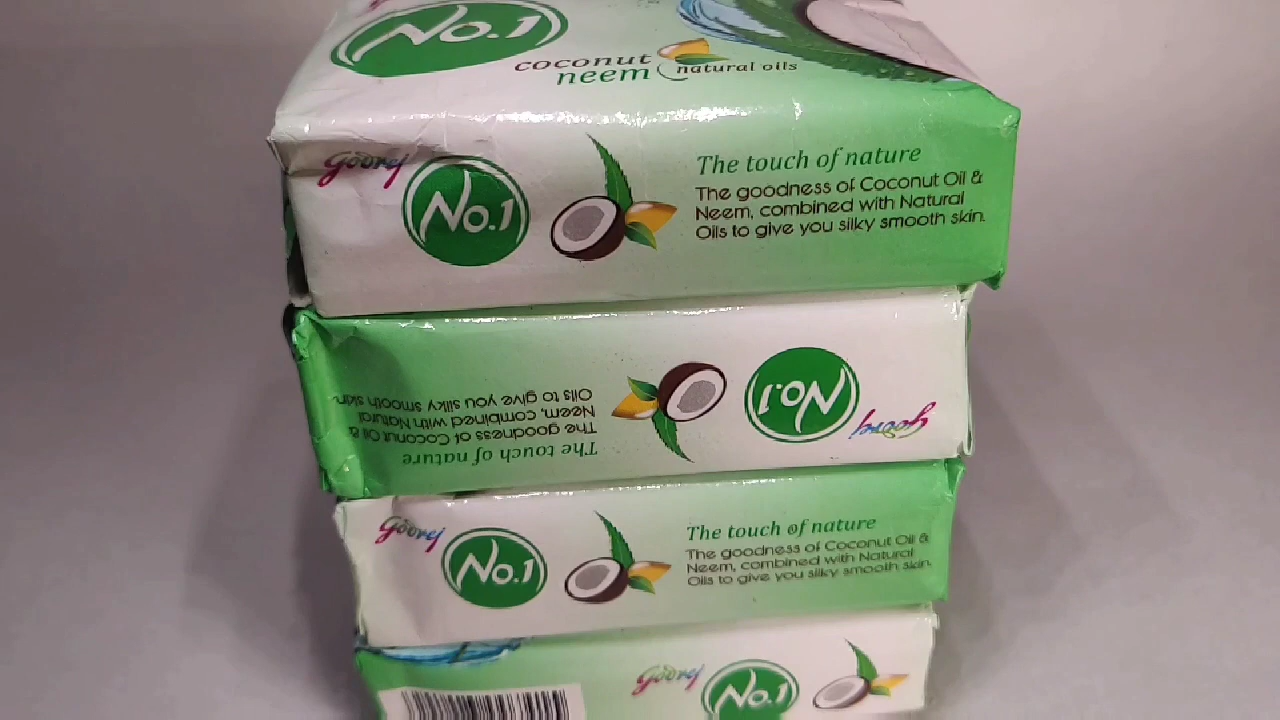 No.1
coconut
neem natural oils
Godrej
No.1
The touch of nature
The goodness of Coconut Oil &
Neem, combined with Natural
Oils to give you silky smooth skin.
Godrej
No.1
The touch of nature
The goodness of Coconut Oil &
Neem, combined with Natural
Oils to give you silky smooth skin.
Godrej
No.1
The touch of nature
The goodness of Coconut Oil &
Neem, combined with Natural
Oils to give you silky smooth skin.
Godrej
No.1